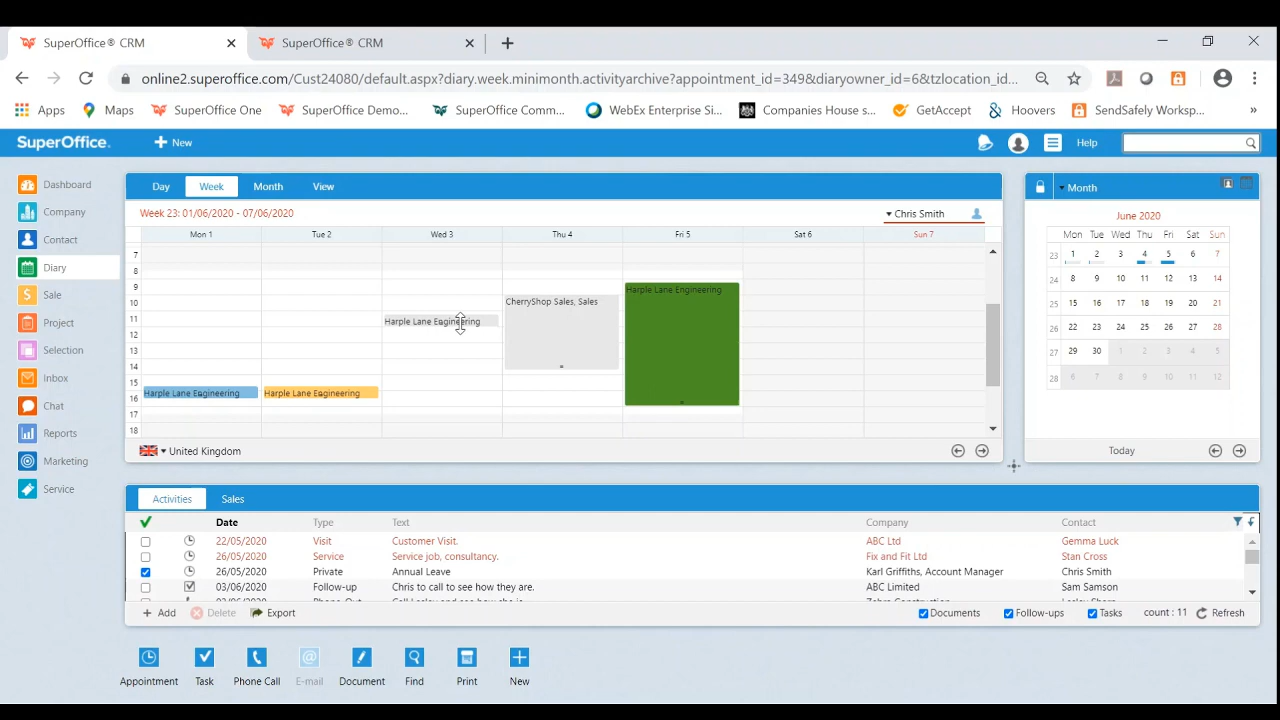 SuperOffice® CRM
SuperOffice® CRM
online2.superoffice.com/Cust24080/default.aspx?diary.week.minimonth.activityarchive?appointment_id=349&diaryowner_id=6&tzlocation_id...
Apps Maps SuperOffice One SuperOffice Demo... SuperOffice Comm... WebEx Enterprise Si... Companies House s... GetAccept Hoovers SendSafely Worksp... »
SuperOffice. New Help
Dashboard
Company
Contact
Diary
Sale
Project
Selection
Inbox
Chat
Reports
Marketing
Service
Day Week Month View
Week 23: 01/06/2020 - 07/06/2020 Chris Smith
Mon 1 Tue 2 Wed 3 Thu 4 Fri 5 Sat 6 Sun 7
7
8
9
10
11
12
13
14
15
16
17
18
Harple Lane Engineering
CherryShop Sales, Sales
Harple Lane Engineering
Harple Lane Engineering Harple Lane Engineering
United Kingdom
Month
June 2020
Mon Tue Wed Thu Fri Sat Sun
23 1 2 3 4 5 6 7
24 8 9 10 11 12 13 14
25 15 16 17 18 19 20 21
26 22 23 24 25 26 27 28
27 29 30 1 2 3 4 5
28 6 7 8 9 10 11 12
Today
Activities Sales
Date Type Text Company Contact
22/05/2020 Visit Customer Visit. ABC Ltd Gemma Luck
26/05/2020 Service Service job, consultancy. Fix and Fit Ltd Stan Cross
26/05/2020 Private Annual Leave Karl Griffiths, Account Manager Chris Smith
03/06/2020 Follow-up Chris to call to see how they are. ABC Limited Sam Samson
Add Delete Export Documents Follow-ups Tasks count : 11 Refresh
Appointment Task Phone Call E-mail Document Find Print New